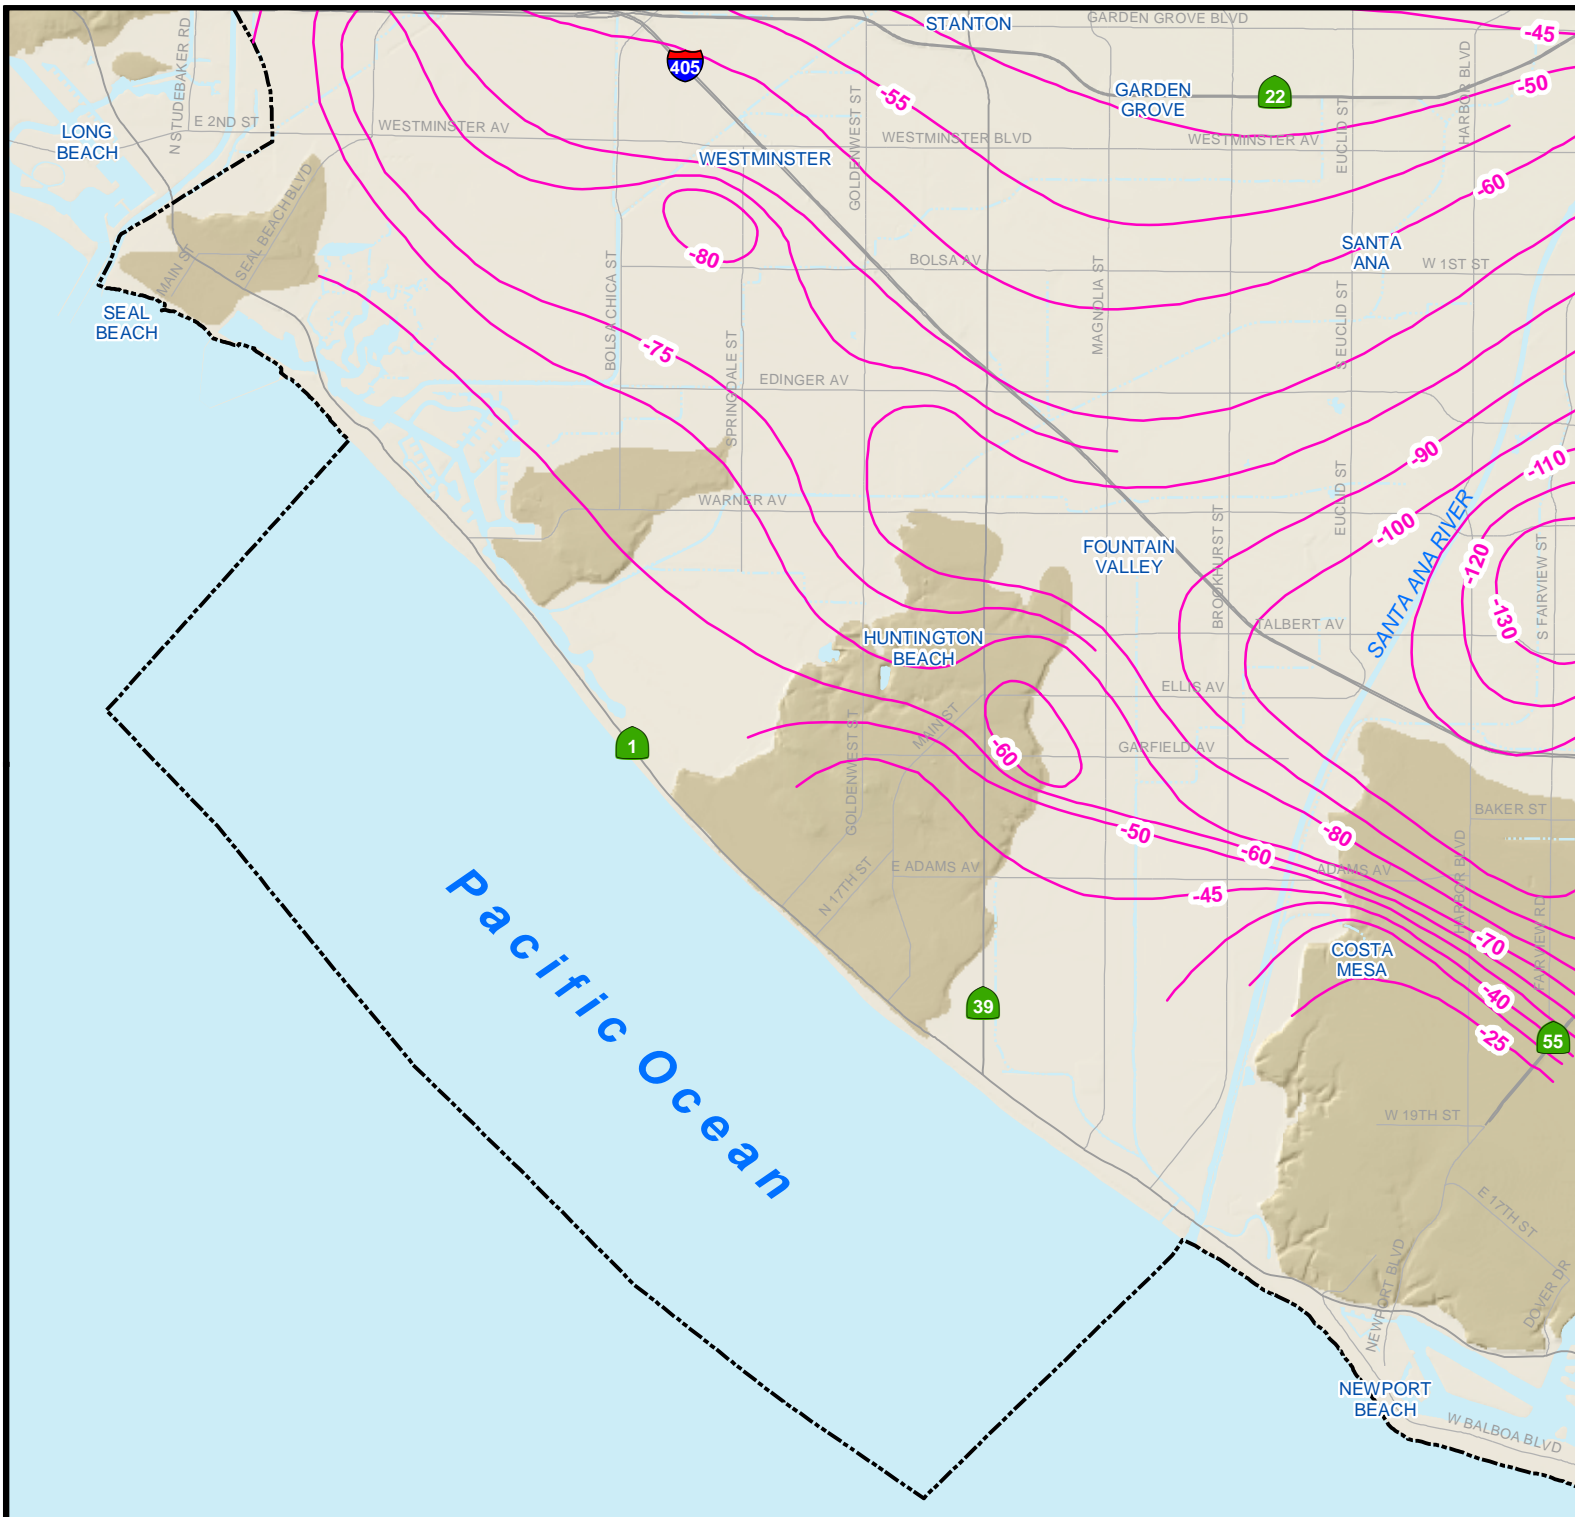 STANTON
GARDEN GROVE BLVD
-45
405
N STUDEBAKER RD
HARBOR BLVD
-50
-55
GARDEN
GROVE
22
LONG
BEACH
E 2ND ST
WESTMINSTER AV
GOLDENWEST ST
WESTMINSTER BLVD
WESTMINSTER AV
EUCLID ST
WESTMINSTER
-60
SEAL BEACH BLVD
MAIN ST
-80
BOLSA AV
SANTA
ANA
W 1ST ST
SEAL
BEACH
BOLSA CHICA ST
MAGNOLIA ST
S EUCLID ST
-75
SPRINGDALE ST
EDINGER AV
-90
-110
WARNER AV
EUCLID ST
-100
SANTA ANA RIVER
FOUNTAIN
VALLEY
BROOKHURST ST
-120
S FAIRVIEW ST
-130
HUNTINGTON
BEACH
TALBERT AV
ELLIS AV
MAIN ST
GOLDENWEST ST
1
-60
GARFIELD AV
BAKER ST
-50
-80
-60
HARBOR BLVD
E ADAMS AV
ADAMS AV
N 17TH ST
-45
FAIRVIEW RD
-70
COSTA
MESA
Pacific Ocean
39
-40
-25
55
W 19TH ST
E 17TH ST
NEWPORT BLVD
DOVER DR
NEWPORT
BEACH
W BALBOA BLVD